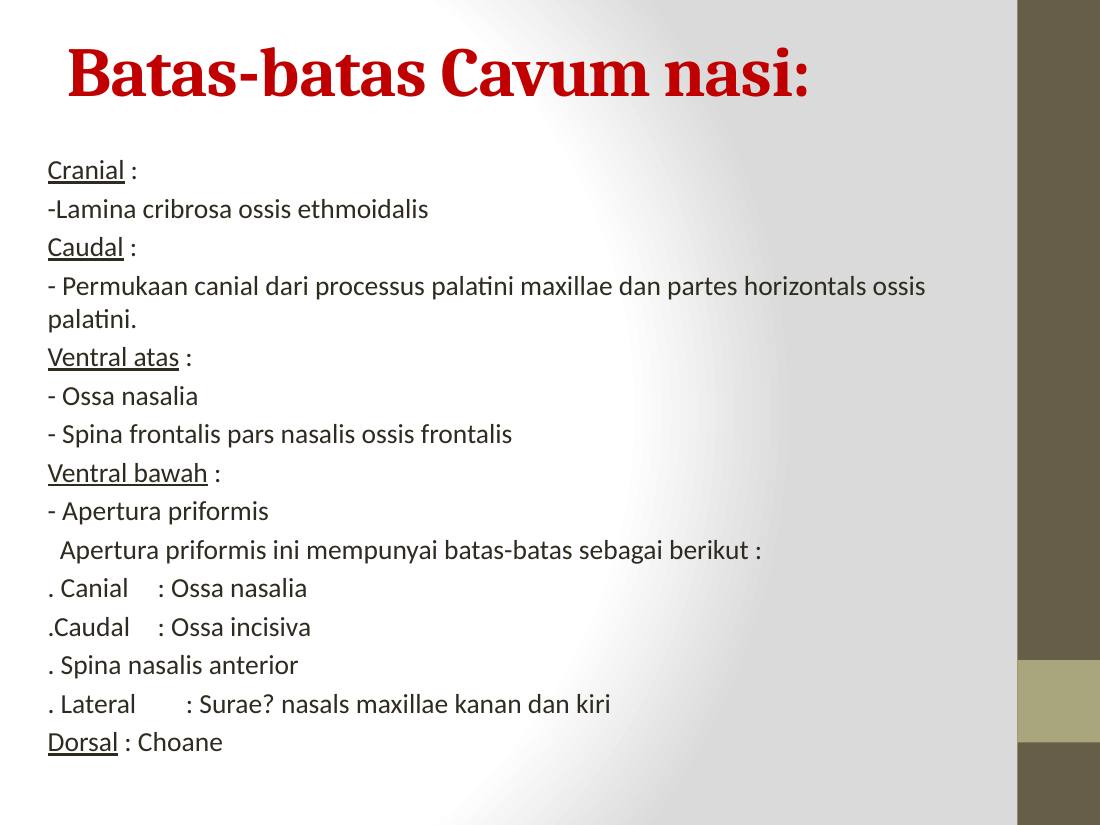 Batas-batas Cavum nasi:
Cranial :
-Lamina cribrosa ossis ethmoidalis
Caudal :
- Permukaan canial dari processus palatini maxillae dan partes horizontals ossis
palatini.
Ventral atas :
- Ossa nasalia
- Spina frontalis pars nasalis ossis frontalis
Ventral bawah :
- Apertura priformis
Apertura priformis ini mempunyai batas-batas sebagai berikut :
. Canial : Ossa nasalia
.Caudal : Ossa incisiva
. Spina nasalis anterior
. Lateral : Surae? nasals maxillae kanan dan kiri
Dorsal : Choane